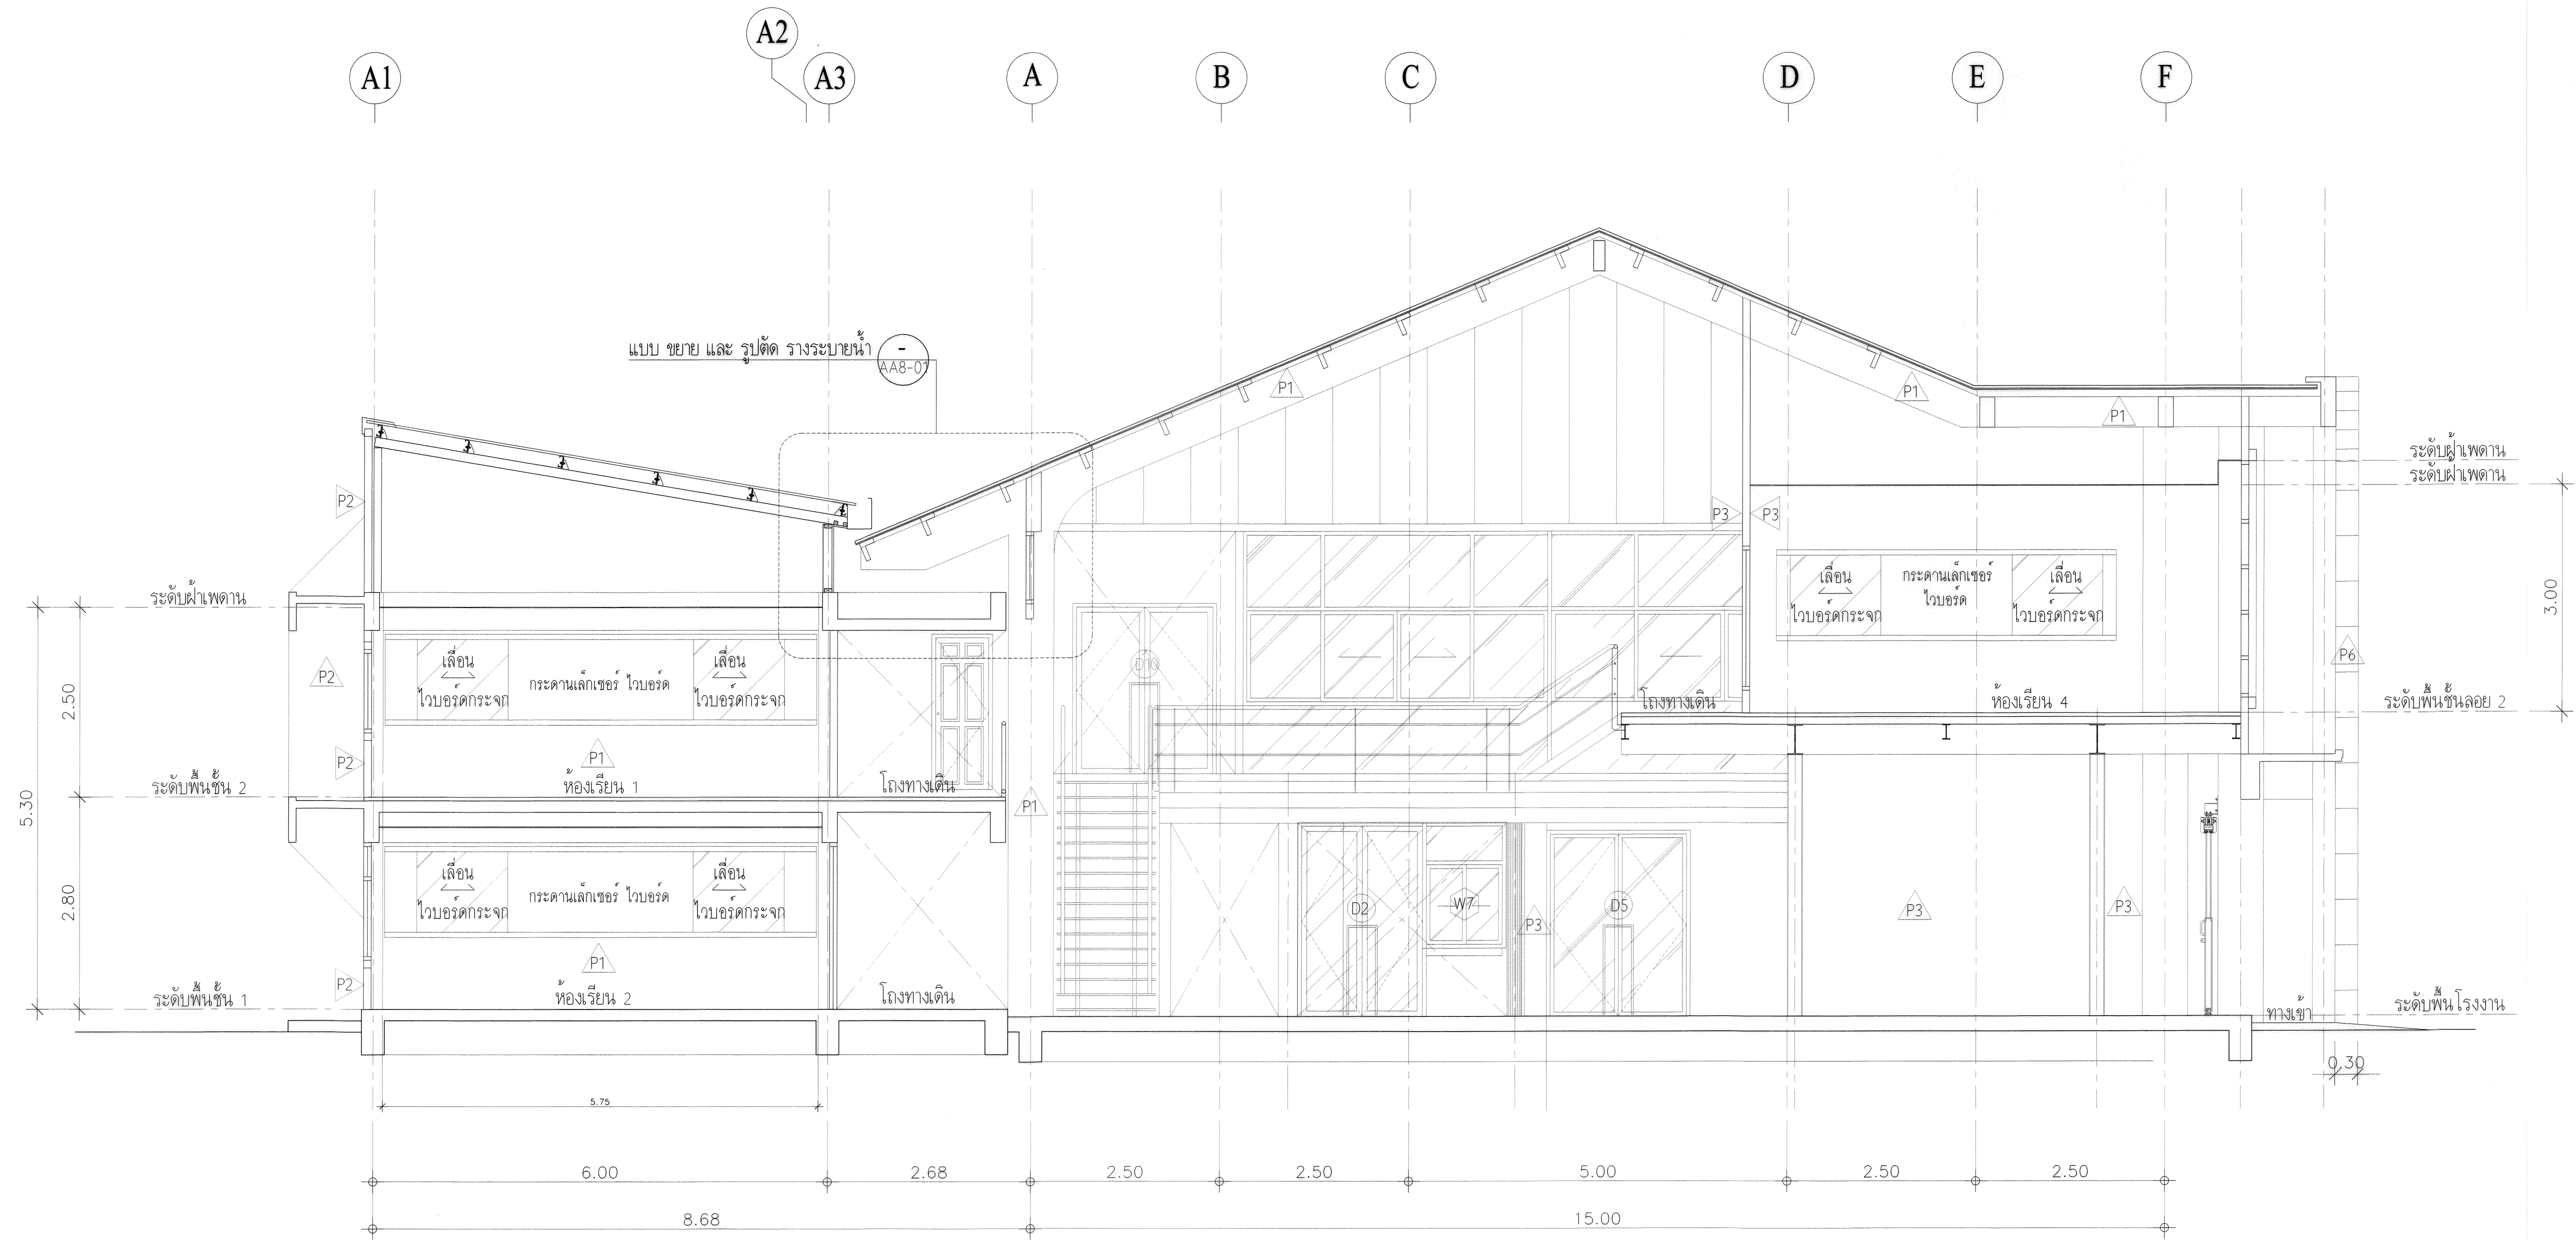 A1
A2
A3
A
B
C
D
E
F
แบบ ขยาย และ รูปตัด รางระบายน้ำ
-
AA8-01
P1
P1
P1
ระดับฝ้าเพดาน
ระดับฝ้าเพดาน
P2
P3
P3
3.00
ระดับฝ้าเพดาน
เลื่อน
ไวบอร์ดกระจก
กระดานเล็กเชอร์
ไวบอร์ด
เลื่อน
ไวบอร์ดกระจก
P2
เลื่อน
ไวบอร์ดกระจก
กระดานเล็กเซอร์ ไวบอร์ด
เลื่อน
ไวบอร์ดกระจก
D10
P6
2.50
โถงทางเดิน
ห้องเรียน 4
ระดับพื้นชั้นลอย 2
P2
P1
ระดับพื้นชั้น 2
ห้องเรียน 1
โถงทางเดิน
P1
5.30
2.80
เลื่อน
ไวบอร์ดกระจก
กระดานเล็กเซอร์ ไวบอร์ด
เลื่อน
ไวบอร์ดกระจก
D2
W7
P3
D5
P3
P3
P2
P1
ระดับพื้นชั้น 1
ห้องเรียน 2
โถงทางเดิน
ทางเข้า
ระดับพื้นโรงงาน
0.30
5.75
6.00
2.68
2.50
2.50
5.00
2.50
2.50
8.68
15.00